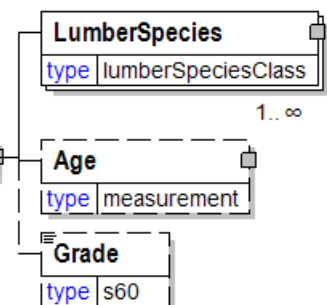 LumberSpecies
type lumberSpeciesClass
1.. ∞
Age
type measurement
Grade
type s60